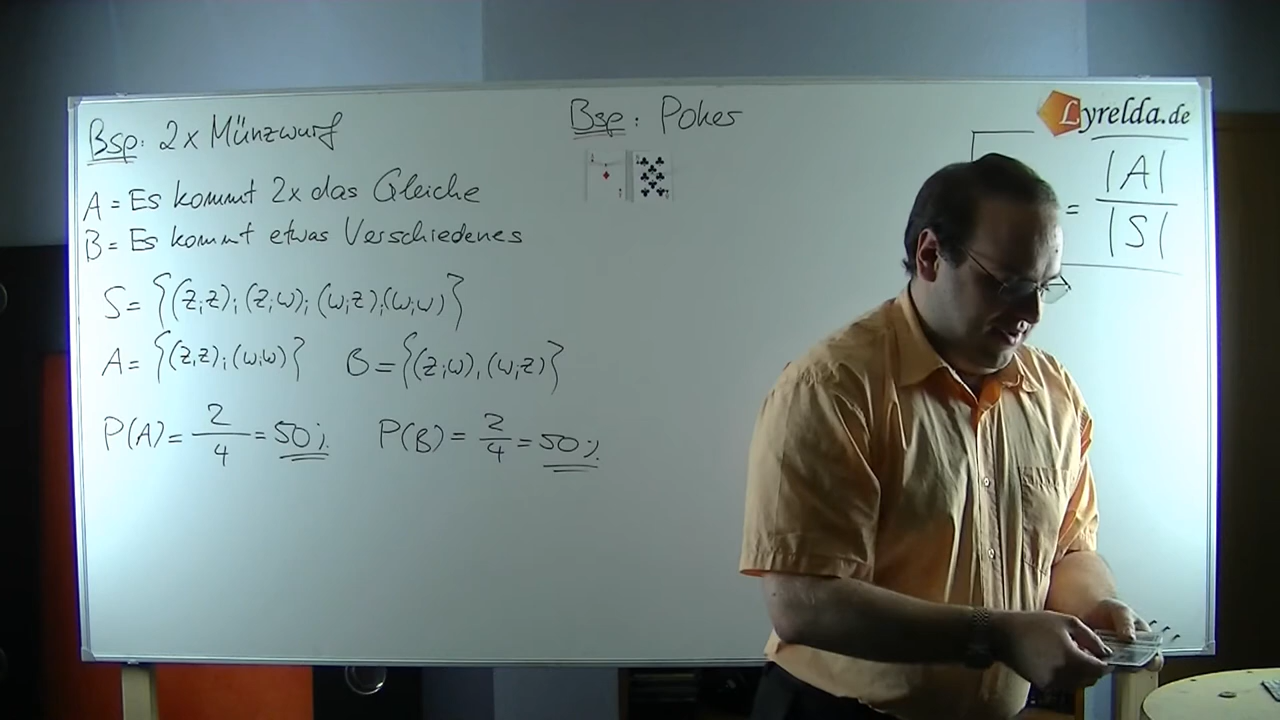 Bsp: 2x Münzwurf
A = Es kommt 2x das Gleiche
B = Es kommt etwas Verschiedenes
S = {(Z;Z); (Z;W); (W;Z); (W;W)}
A = {(Z;Z); (W;W)} B = {(Z;W), (W;Z)}
P(A) = 2/4 = 50% P(B) = 2/4 = 50%
Bsp: Poker
Lyrelda.de
= |A|/|S|